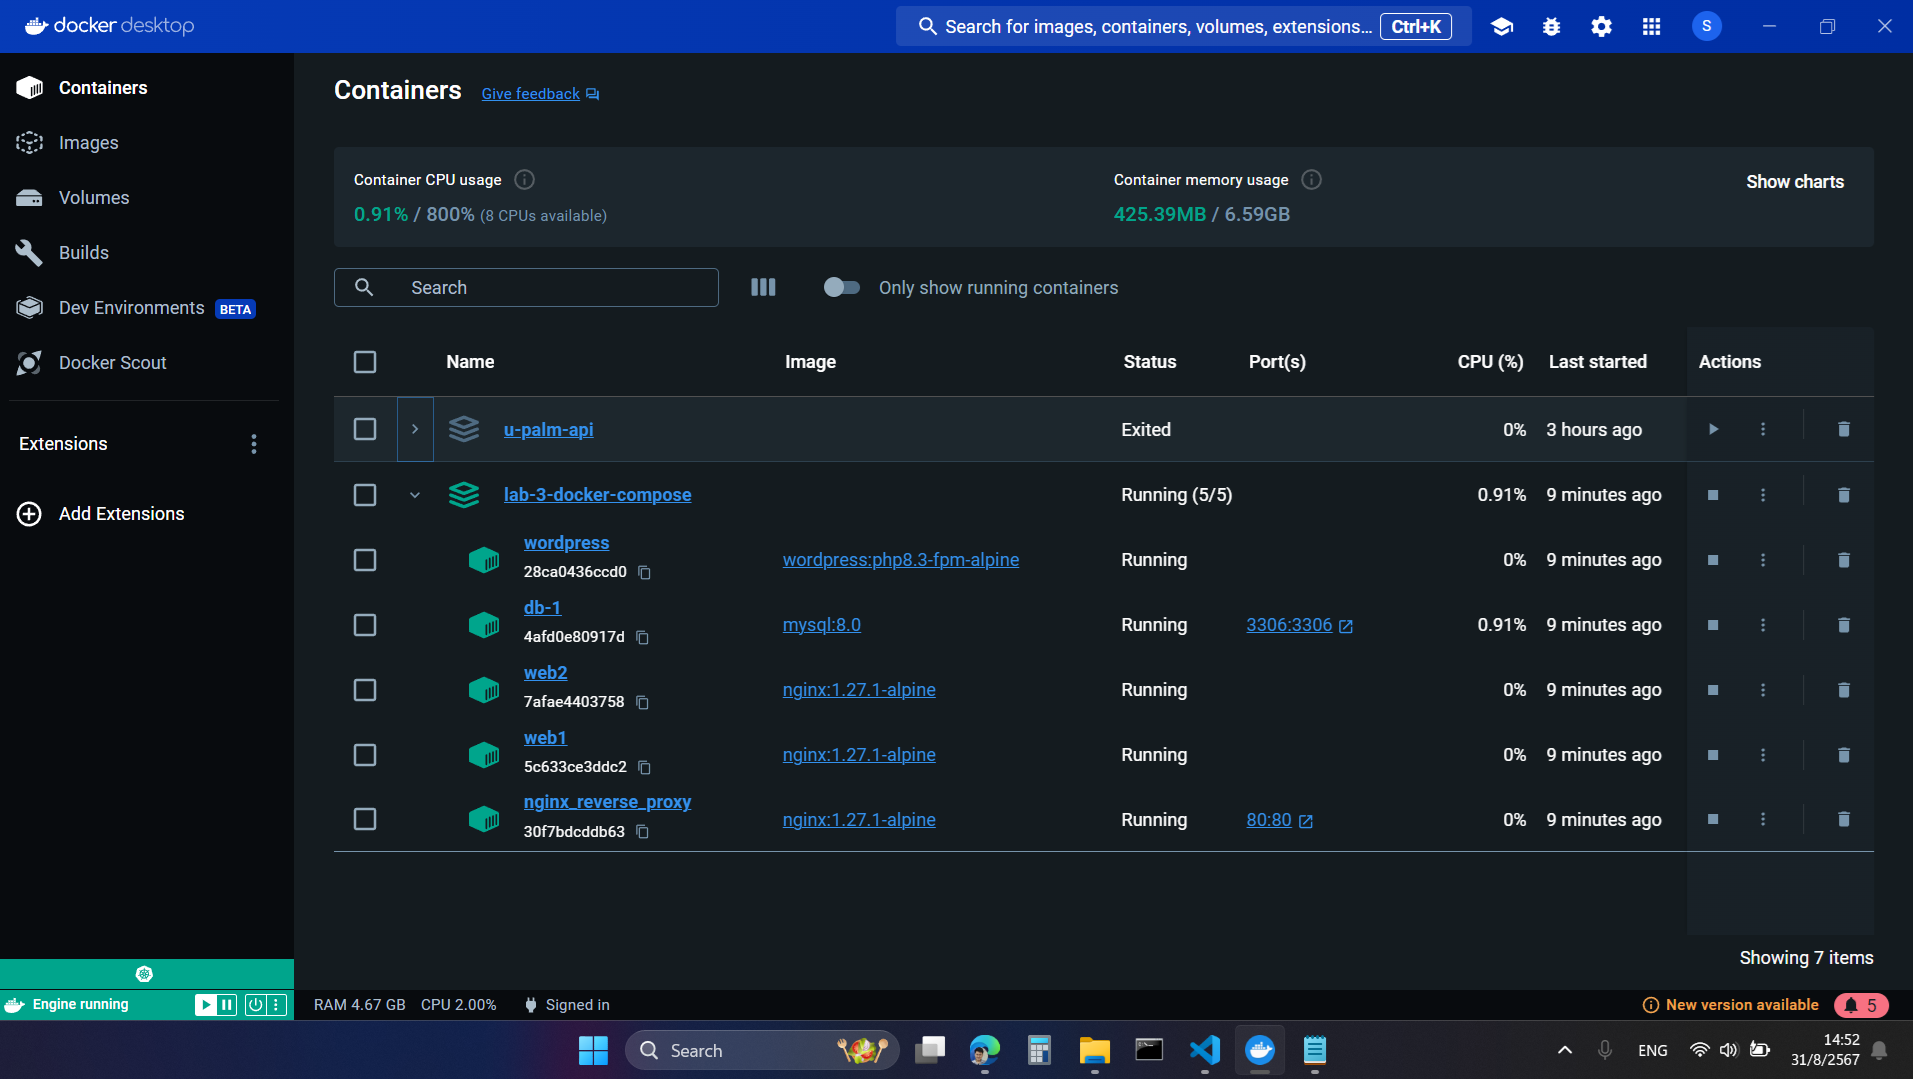 docker desktop
Search for images, containers, volumes, extensions... Ctrl+K
S
Containers
Images
Volumes
Builds
Dev Environments BETA
Docker Scout
Extensions
Add Extensions
Containers Give feedback
Container CPU usage
0.91% / 800% (8 CPUs available)
Container memory usage
425.39MB / 6.59GB
Show charts
Search
Only show running containers
Name Image Status Port(s) CPU (%) Last started Actions
u-palm-api Exited 0% 3 hours ago
lab-3-docker-compose Running (5/5) 0.91% 9 minutes ago
wordpress
28ca0436ccd0
wordpress:php8.3-fpm-alpine Running 0% 9 minutes ago
db-1
4afd0e80917d
mysql:8.0 Running 3306:3306 0.91% 9 minutes ago
web2
7afae4403758
nginx:1.27.1-alpine Running 0% 9 minutes ago
web1
5c633ce3ddc2
nginx:1.27.1-alpine Running 0% 9 minutes ago
nginx_reverse_proxy
30f7bdcddb63
nginx:1.27.1-alpine Running 80:80 0% 9 minutes ago
Showing 7 items
Engine running
RAM 4.67 GB CPU 2.00% Signed in
New version available 5
Search
ENG
14:52
31/8/2567